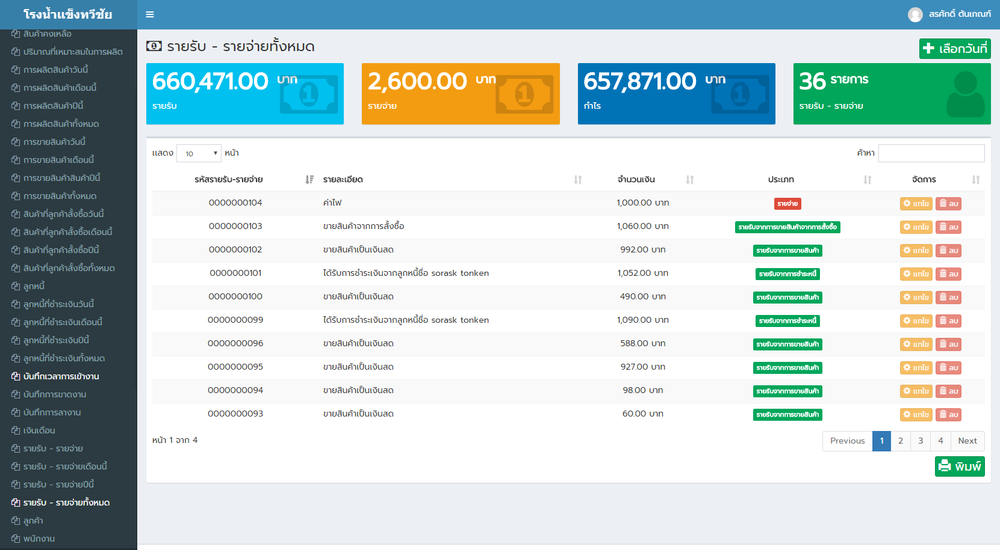 โรงน้ำแข็งทวีชัย
สรศักดิ์ ต้นเกณฑ์
สินค้าคงเหลือ
ปริมาณที่เหมาะสมในการผลิต
การผลิตสินค้าวันนี้
การผลิตสินค้าเดือนนี้
การผลิตสินค้าปีนี้
การผลิตสินค้าทั้งหมด
การขายสินค้าวันนี้
การขายสินค้าเดือนนี้
การขายสินค้าสินค้าปีนี้
การขายสินค้าทั้งหมด
สินค้าที่ลูกค้าสั้งซื้อวันนี้
สินค้าที่ลูกค้าสั้งซื้อเดือนนี้
สินค้าที่ลูกค้าสั้งซื้อปีนี้
สินค้าที่ลูกค้าสั้งซื้อทั้งหมด
ลูกหนี้
ลูกหนี้ที่ชำระเงินวันนี้
ลูกหนี้ที่ชำระเงินเดือนนี้
ลูกหนี้ที่ชำระเงินปีนี้
ลูกหนี้ที่ชำระเงินทั้งหมด
บันทึกเวลาการเข้างาน
บันทึกการขาดงาน
บันทึกการลางาน
เงินเดือน
รายรับ - รายจ่าย
รายรับ - รายจ่ายเดือนนี้
รายรับ - รายจ่ายปีนี้
รายรับ - รายจ่ายทั้งหมด
ลูกค้า
พนักงาน
รายรับ - รายจ่ายทั้งหมด
เลือกวันที่
660,471.00 บาท
รายรับ
2,600.00 บาท
รายจ่าย
657,871.00 บาท
กำไร
36 รายการ
รายรับ - รายจ่าย
แสดง 10 หน้า
ค้าหา
รหัสรายรับ-รายจ่าย รายละเอียด จำนวนเงิน ประเภท จัดการ
0000000104 ค่าไฟ 1,000.00 บาท รายจ่าย แก้ไข ลบ
0000000103 ขายสินค้าจากการสั้งซื้อ 1,060.00 บาท รายรับจากการขายสินค้าจากการสั้งซื้อ แก้ไข ลบ
0000000102 ขายสินค้าเป็นเงินสด 992.00 บาท รายรับจากการขายสินค้า แก้ไข ลบ
0000000101 ได้รับการชำระเงินจากลูกหนี้ชื่อ sorask tonken 1,052.00 บาท รายรับจากการชำระหนี้ แก้ไข ลบ
0000000100 ขายสินค้าเป็นเงินสด 490.00 บาท รายรับจากการขายสินค้า แก้ไข ลบ
0000000099 ได้รับการชำระเงินจากลูกหนี้ชื่อ sorask tonken 1,090.00 บาท รายรับจากการชำระหนี้ แก้ไข ลบ
0000000096 ขายสินค้าเป็นเงินสด 588.00 บาท รายรับจากการขายสินค้า แก้ไข ลบ
0000000095 ขายสินค้าเป็นเงินสด 927.00 บาท รายรับจากการขายสินค้า แก้ไข ลบ
0000000094 ขายสินค้าเป็นเงินสด 98.00 บาท รายรับจากการขายสินค้า แก้ไข ลบ
0000000093 ขายสินค้าเป็นเงินสด 60.00 บาท รายรับจากการขายสินค้า แก้ไข ลบ
หน้า 1 จาก 4
Previous 1 2 3 4 Next
พิมพ์